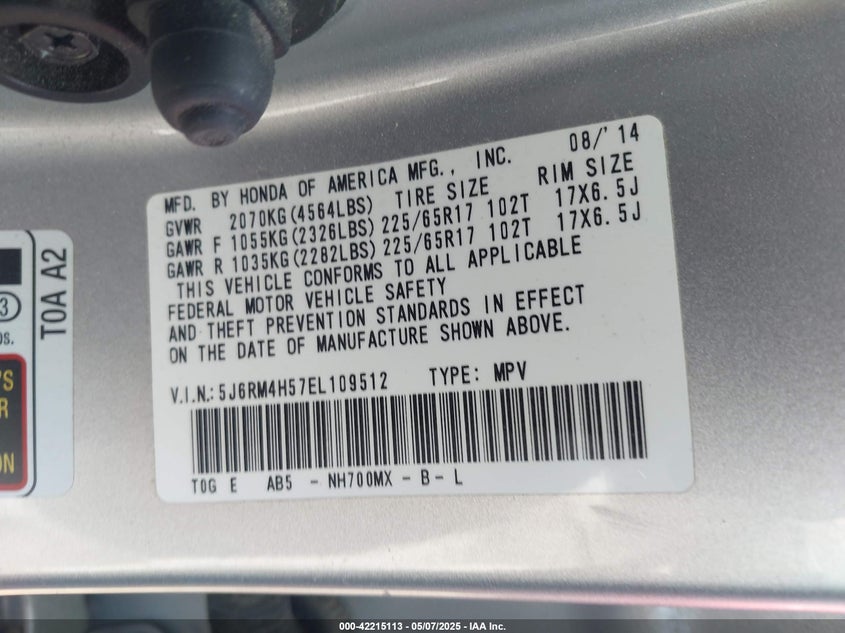 MFD. BY HONDA OF AMERICA MFG., INC. 08/'14
GVWR 2070KG(4564LBS) TIRE SIZE RIM SIZE
GAWR F 1055KG(2326LBS) 225/65R17 102T 17X6.5J
GAWR R 1035KG(2282LBS) 225/65R17 102T 17X6.5J
THIS VEHICLE CONFORMS TO ALL APPLICABLE
FEDERAL MOTOR VEHICLE SAFETY
AND THEFT PREVENTION STANDARDS IN EFFECT
ON THE DATE OF MANUFACTURE SHOWN ABOVE.
V.I.N.: 5J6RM4H57EL109512 TYPE: MPV
T0G E AB5 - NH700MX - B - L
T0A A2
3
OS.
'S
R
ON
000-42215113 - 05/07/2025 - IAA Inc.